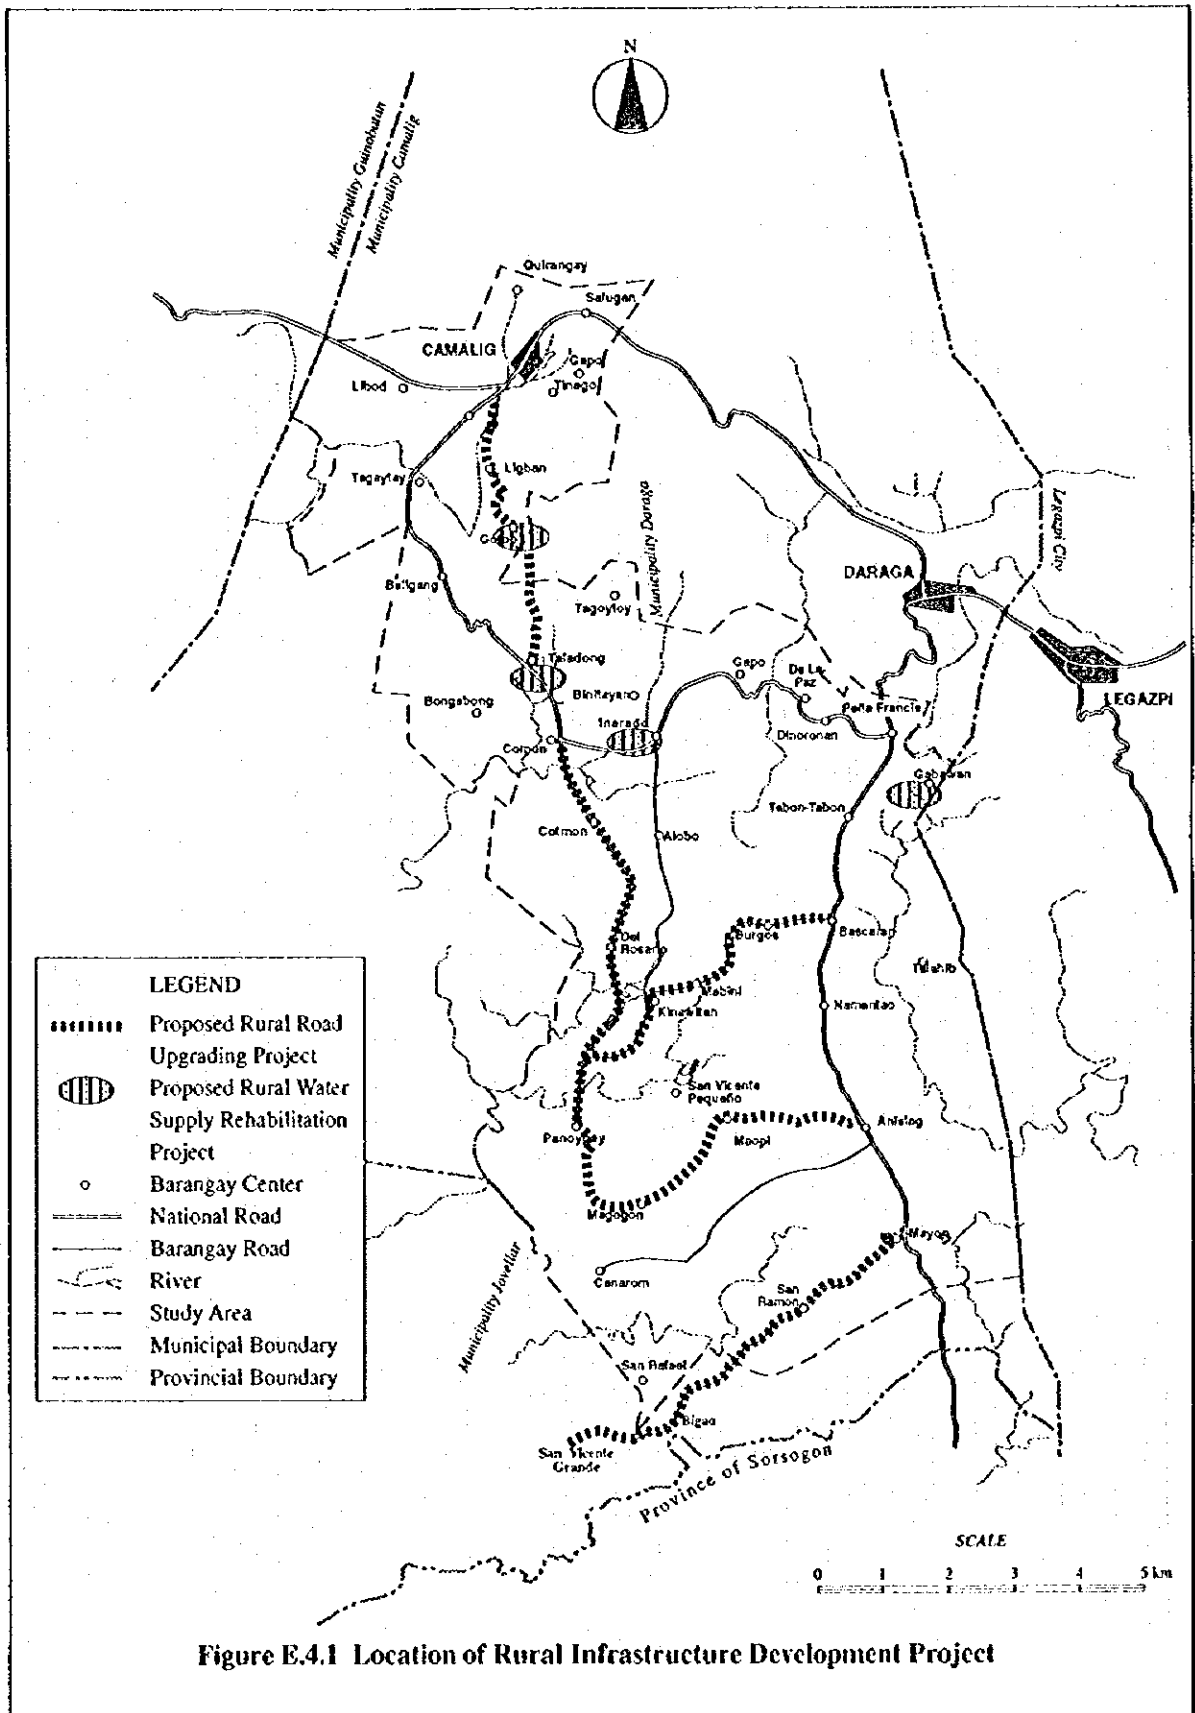 N
Municipality Guinobatan
Municipality Camalig
Quirangay
Salugan
CAMALIG
Gapo
Libod
Tinago
Ligban
Tagaytay
Municipality Daraga
Legazpi City
DARAGA
Baligang
Tagoytoy
Taladong
Gapo
De La
Paz
Binitayan
Bongabong
Peña Francia
LEGAZPI
Inarado
Dinoronan
Gabawan
Tabon-Tabon
Cotmon
Alobo
Del
Rosario
Burgos
Bascaran
Mabini
Kinawitan
Namantao
San Vicente
Pequeño
Panoypoy
Maopi
Anislag
Magogon
Mayon
Canarom
San
Ramon
Municipality Jovellar
San Rafael
Bigao
San Vicente
Grande
Province of Sorsogon
LEGEND
Proposed Rural Road
Upgrading Project
Proposed Rural Water
Supply Rehabilitation
Project
Barangay Center
National Road
Barangay Road
River
Study Area
Municipal Boundary
Provincial Boundary
SCALE
0 1 2 3 4 5 km
Figure E.4.1 Location of Rural Infrastructure Development Project